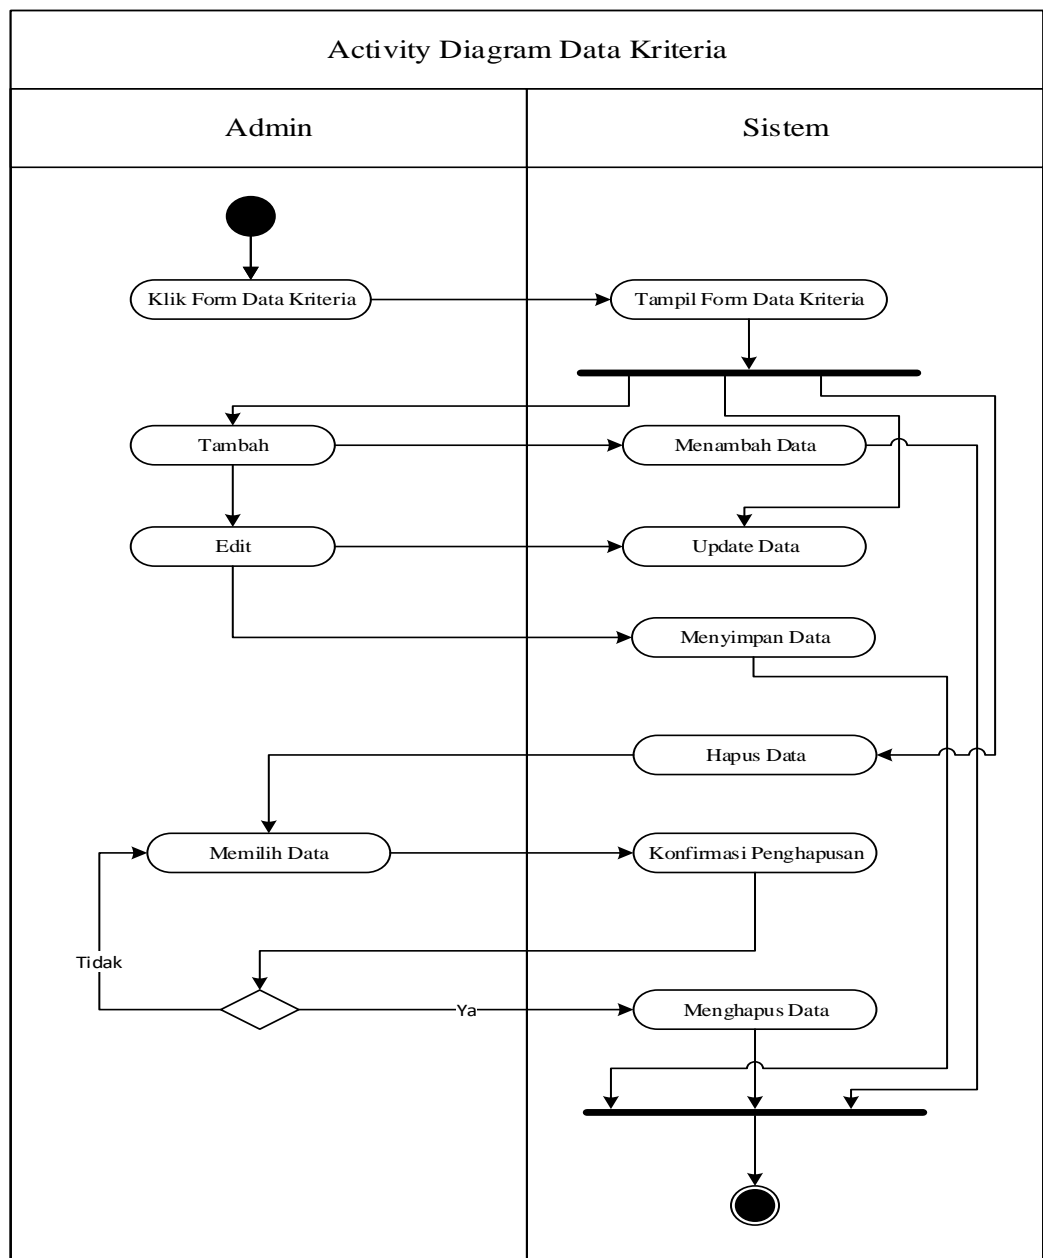 Activity Diagram Data Kriteria
Admin
Sistem
Klik Form Data Kriteria
Tampil Form Data Kriteria
Tambah
Menambah Data
Edit
Update Data
Menyimpan Data
Hapus Data
Memilih Data
Konfirmasi Penghapusan
Tidak
Ya
Menghapus Data